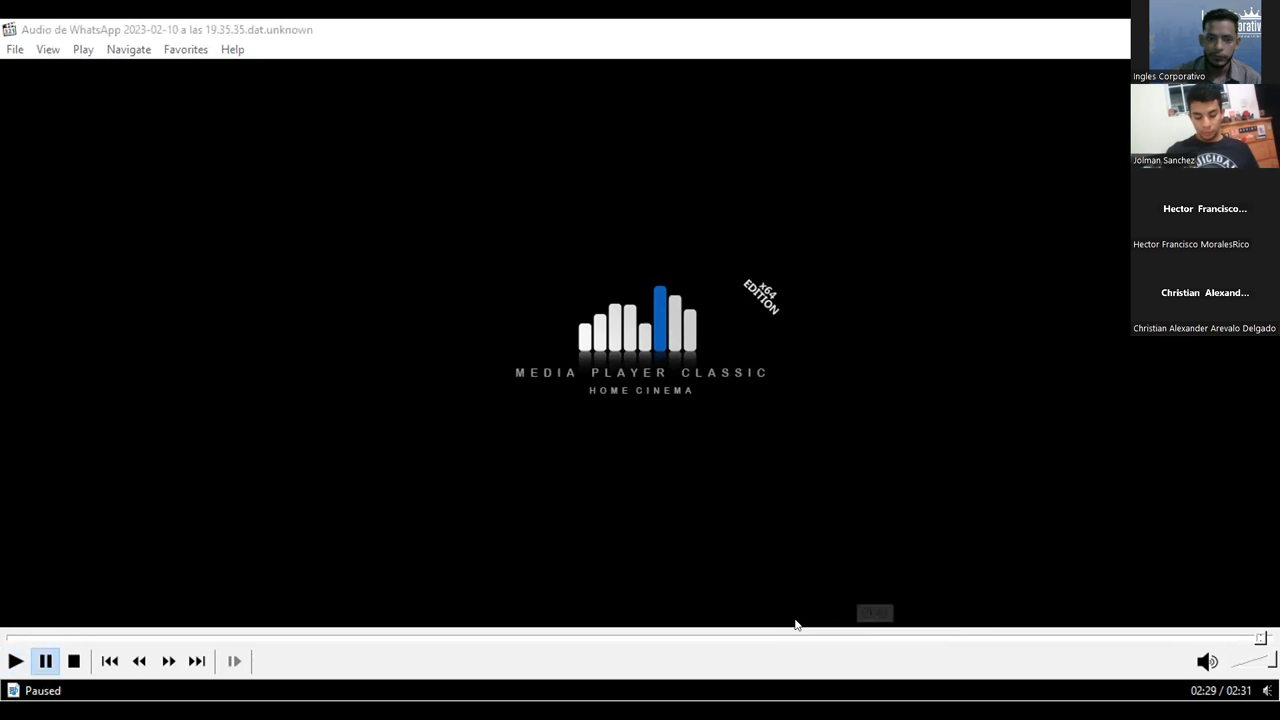 Audio de WhatsApp 2023-02-10 a las 19.35.35.dat.unknown
File View Play Navigate Favorites Help
Ingles Corporativo
Jolman Sanchez
Hector Francisco...
Hector Francisco MoralesRico
Christian Alexand...
Christian Alexander Arevalo Delgado
x64
EDITION
MEDIA PLAYER CLASSIC
HOME CINEMA
Paused
02:29 / 02:31